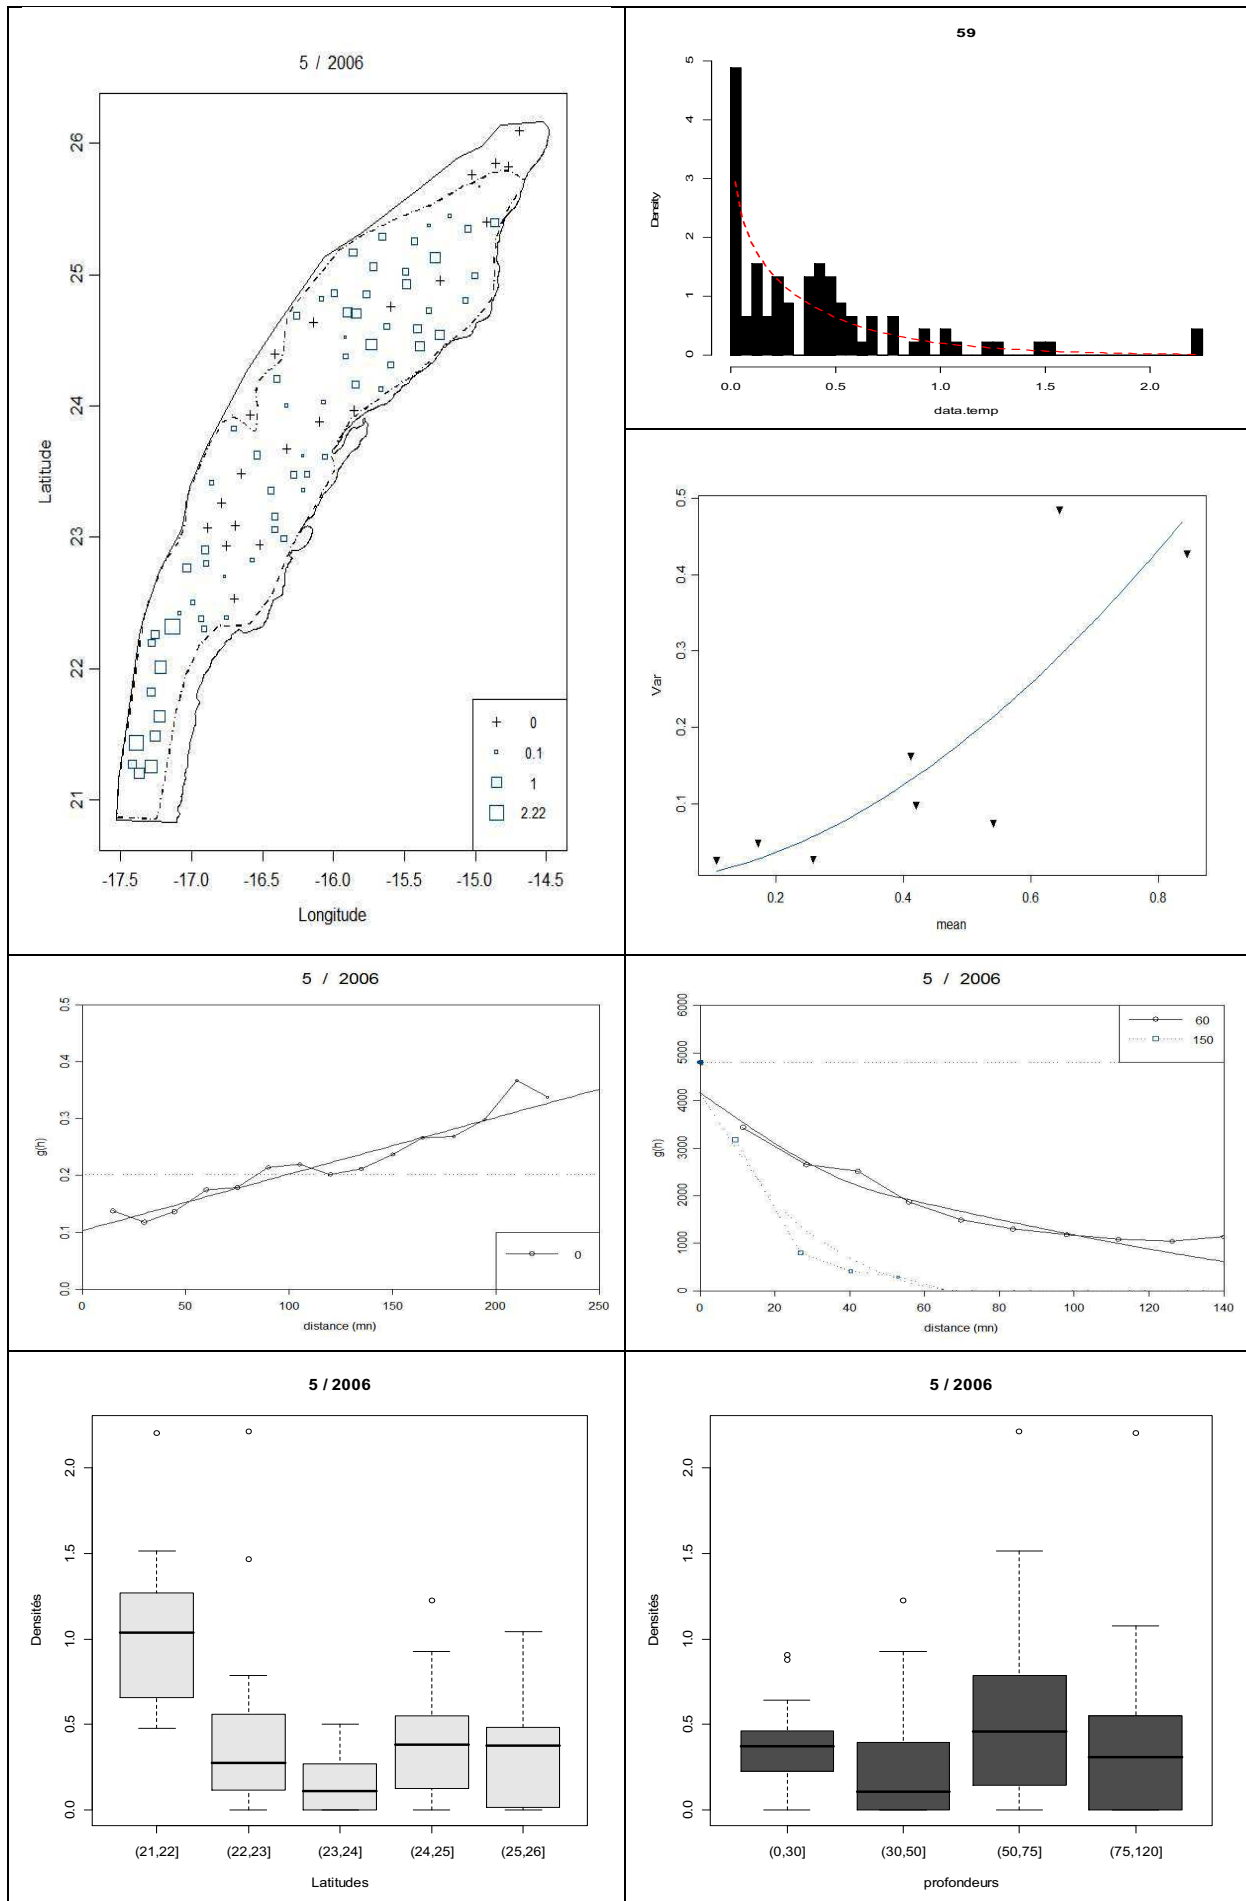 5 / 2006
26
25
24
23
22
21
Latitude
-17.5 -17.0 -16.5 -16.0 -15.5 -15.0 -14.5
Longitude
0
0.1
1
2.22
59
5
4
3
2
1
0
Density
0.0 0.5 1.0 1.5 2.0
data.temp
0.5
0.4
0.3
0.2
0.1
Var
0.2 0.4 0.6 0.8
mean
5 / 2006
0.5
0.4
0.3
0.2
0.1
0.0
g(h)
0
0 50 100 150 200 250
distance (mn)
5 / 2006
6000
5000
4000
3000
2000
1000
0
g(h)
60
150
0 20 40 60 80 100 120 140
distance (mn)
5 / 2006
2.0
1.5
1.0
0.5
0.0
Densités
(21,22] (22,23] (23,24] (24,25] (25,26]
Latitudes
5 / 2006
2.0
1.5
1.0
0.5
0.0
Densités
(0,30] (30,50] (50,75] (75,120]
profondeurs